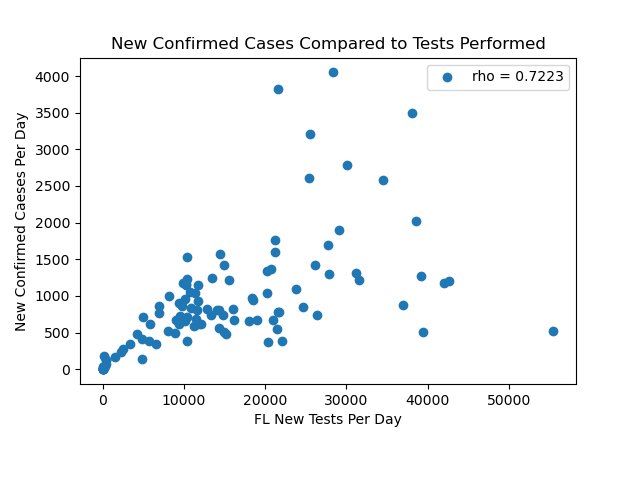 New Confirmed Cases Compared to Tests Performed
rho = 0.7223
New Confirmed Caeses Per Day
4000
3500
3000
2500
2000
1500
1000
500
0
0 10000 20000 30000 40000 50000
FL New Tests Per Day